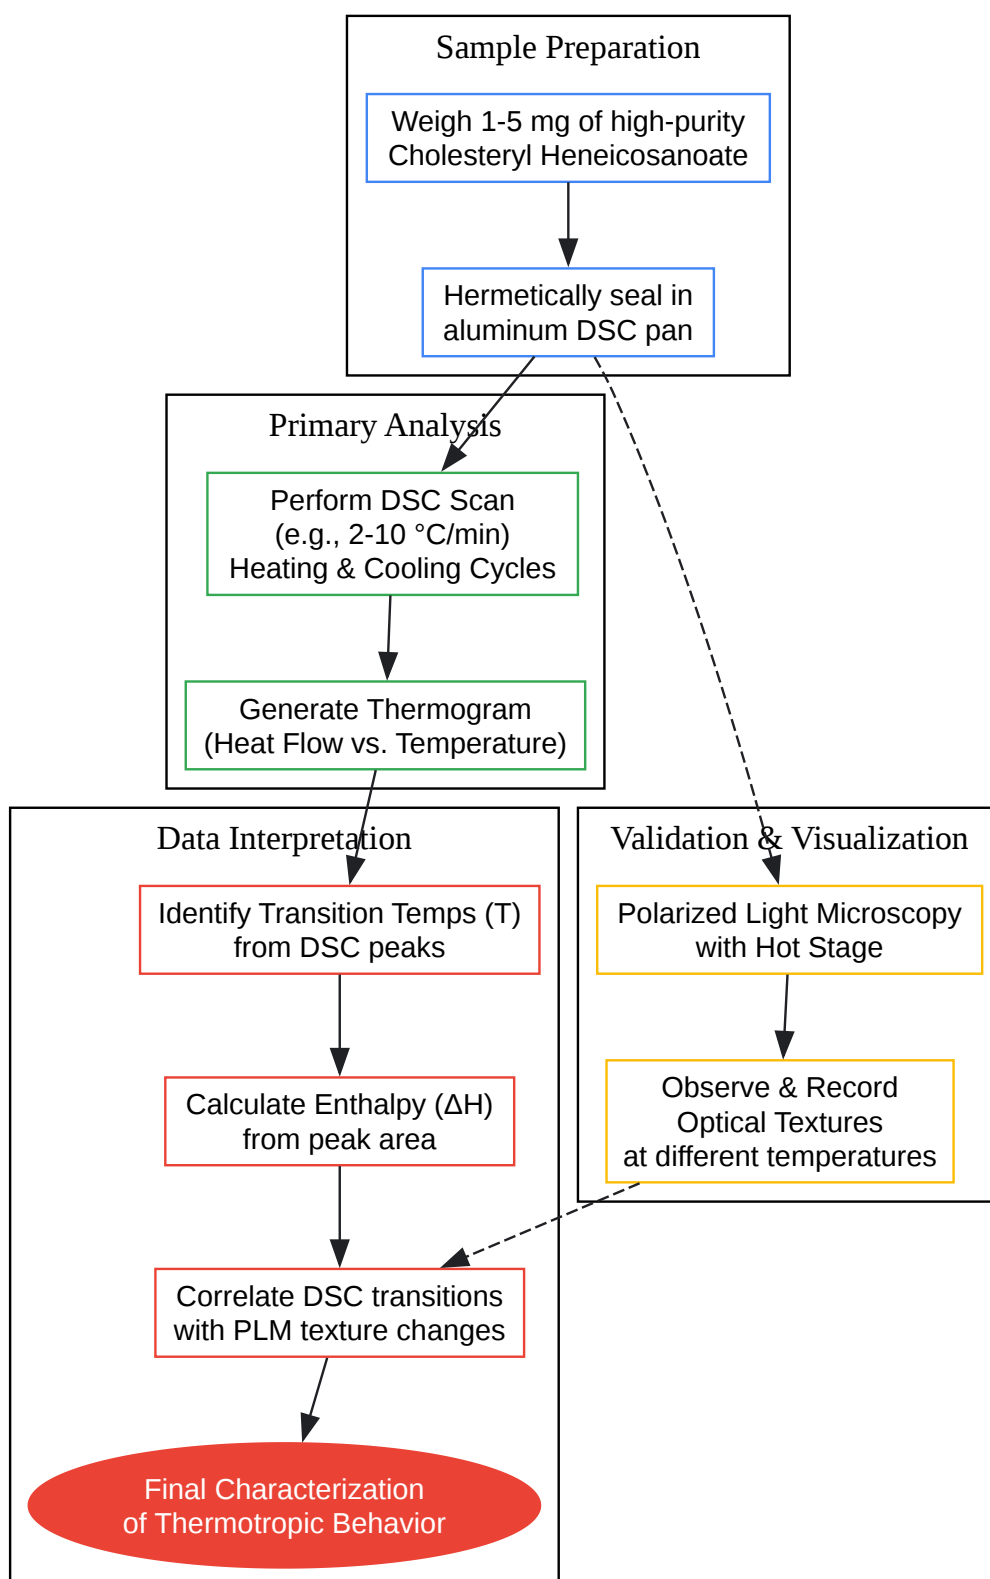 Sample Preparation
Weigh 1-5 mg of high-purity
Cholesteryl Heneicosanoate
Hermetically seal in
aluminum DSC pan
Primary Analysis
Perform DSC Scan
(e.g., 2-10 °C/min)
Heating & Cooling Cycles
Generate Thermogram
(Heat Flow vs. Temperature)
Data Interpretation
Identify Transition Temps (T)
from DSC peaks
Calculate Enthalpy (ΔH)
from peak area
Correlate DSC transitions
with PLM texture changes
Final Characterization
of Thermotropic Behavior
Validation & Visualization
Polarized Light Microscopy
with Hot Stage
Observe & Record
Optical Textures
at different temperatures